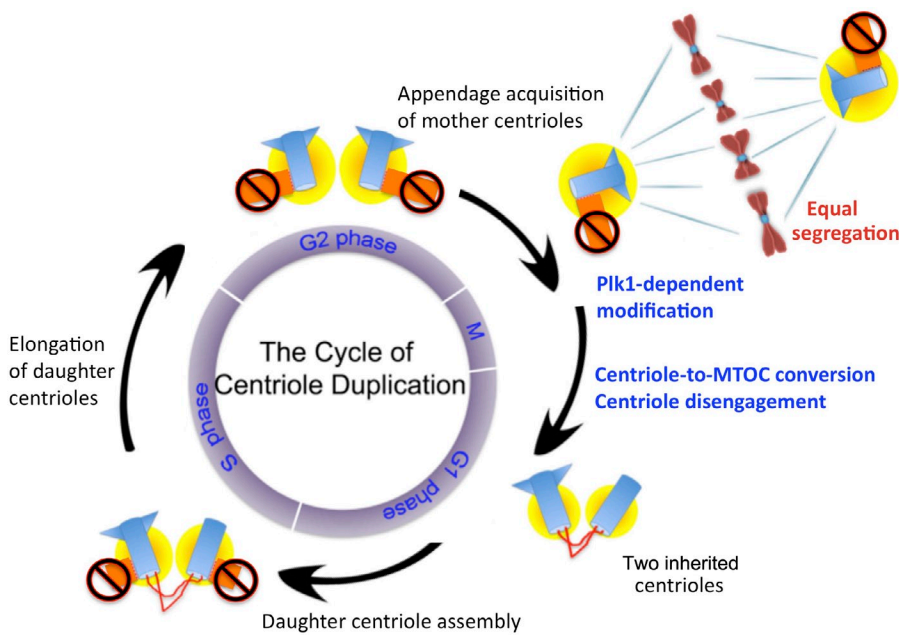 Appendage acquisition
of mother centrioles
Equal
segregation
G2 phase
Plk1-dependent
modification
M
Elongation
of daughter
centrioles
The Cycle of
Centriole Duplication
Centriole-to-MTOC conversion
Centriole disengagement
S phase
G1 phase
Two inherited
centrioles
Daughter centriole assembly